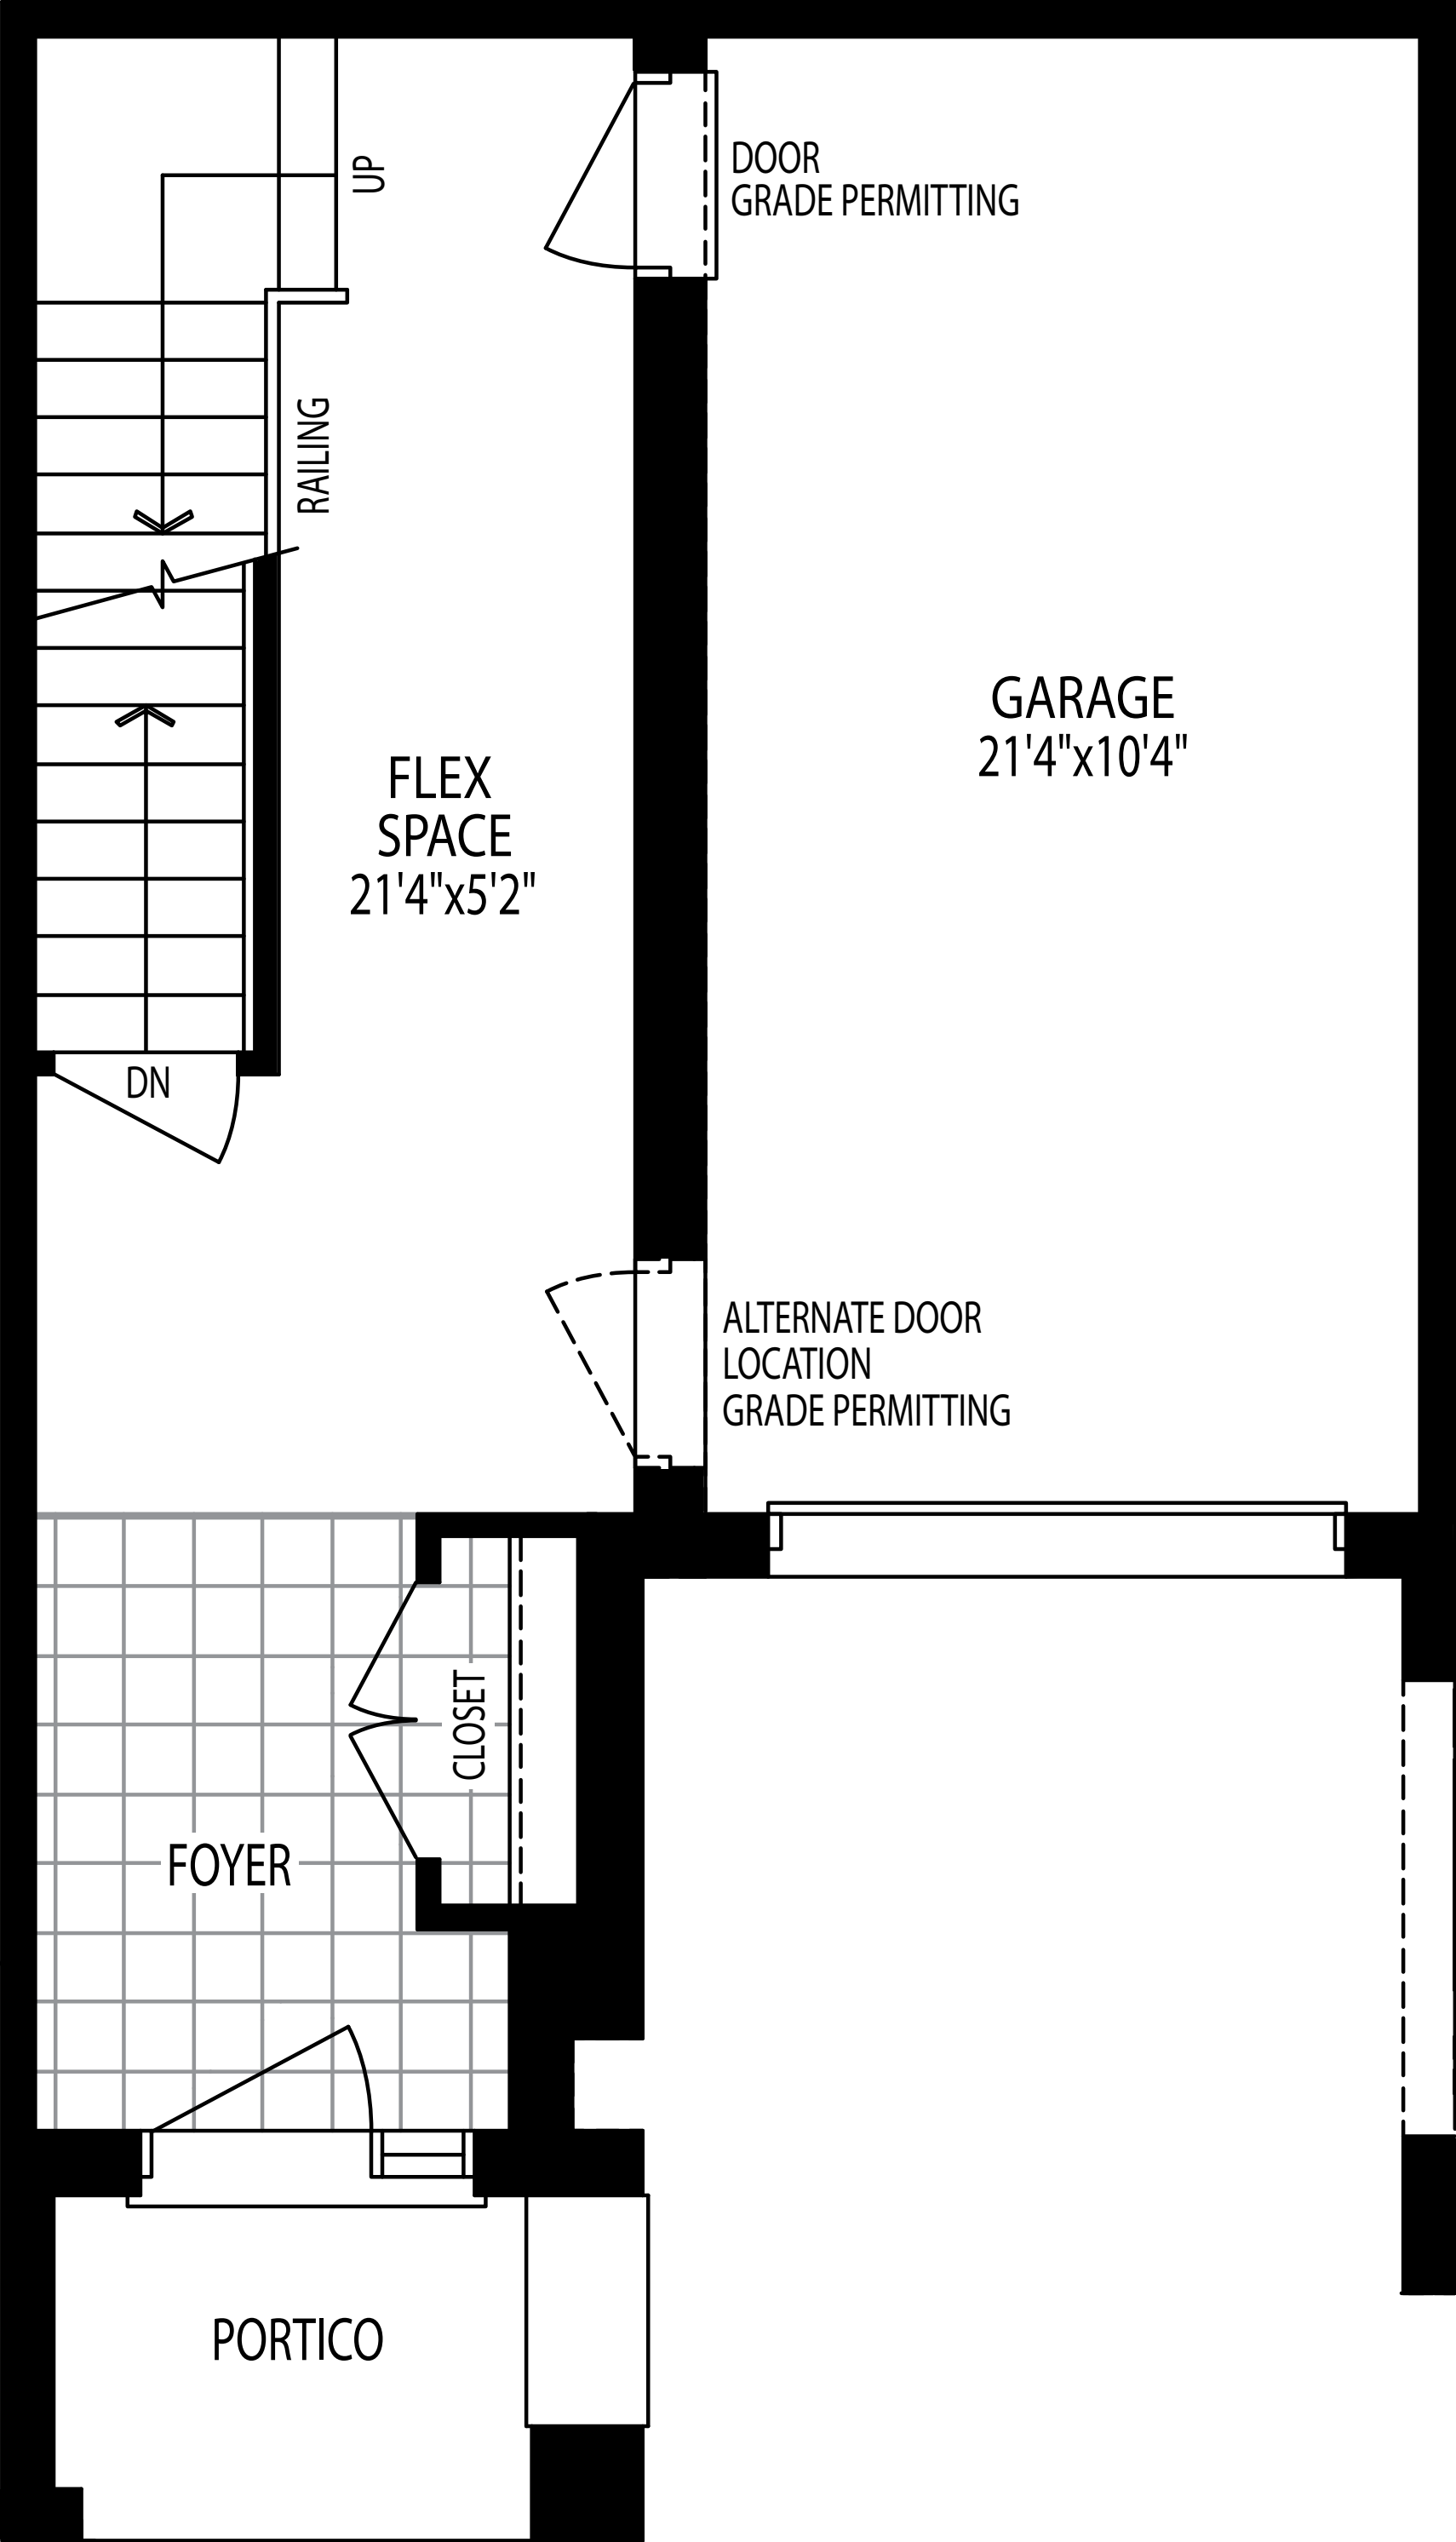 UP
DOOR
GRADE PERMITTING
RAILING
GARAGE
21'4"x10'4"
FLEX
SPACE
21'4"x5'2"
DN
ALTERNATE DOOR
LOCATION
GRADE PERMITTING
CLOSET
FOYER
PORTICO